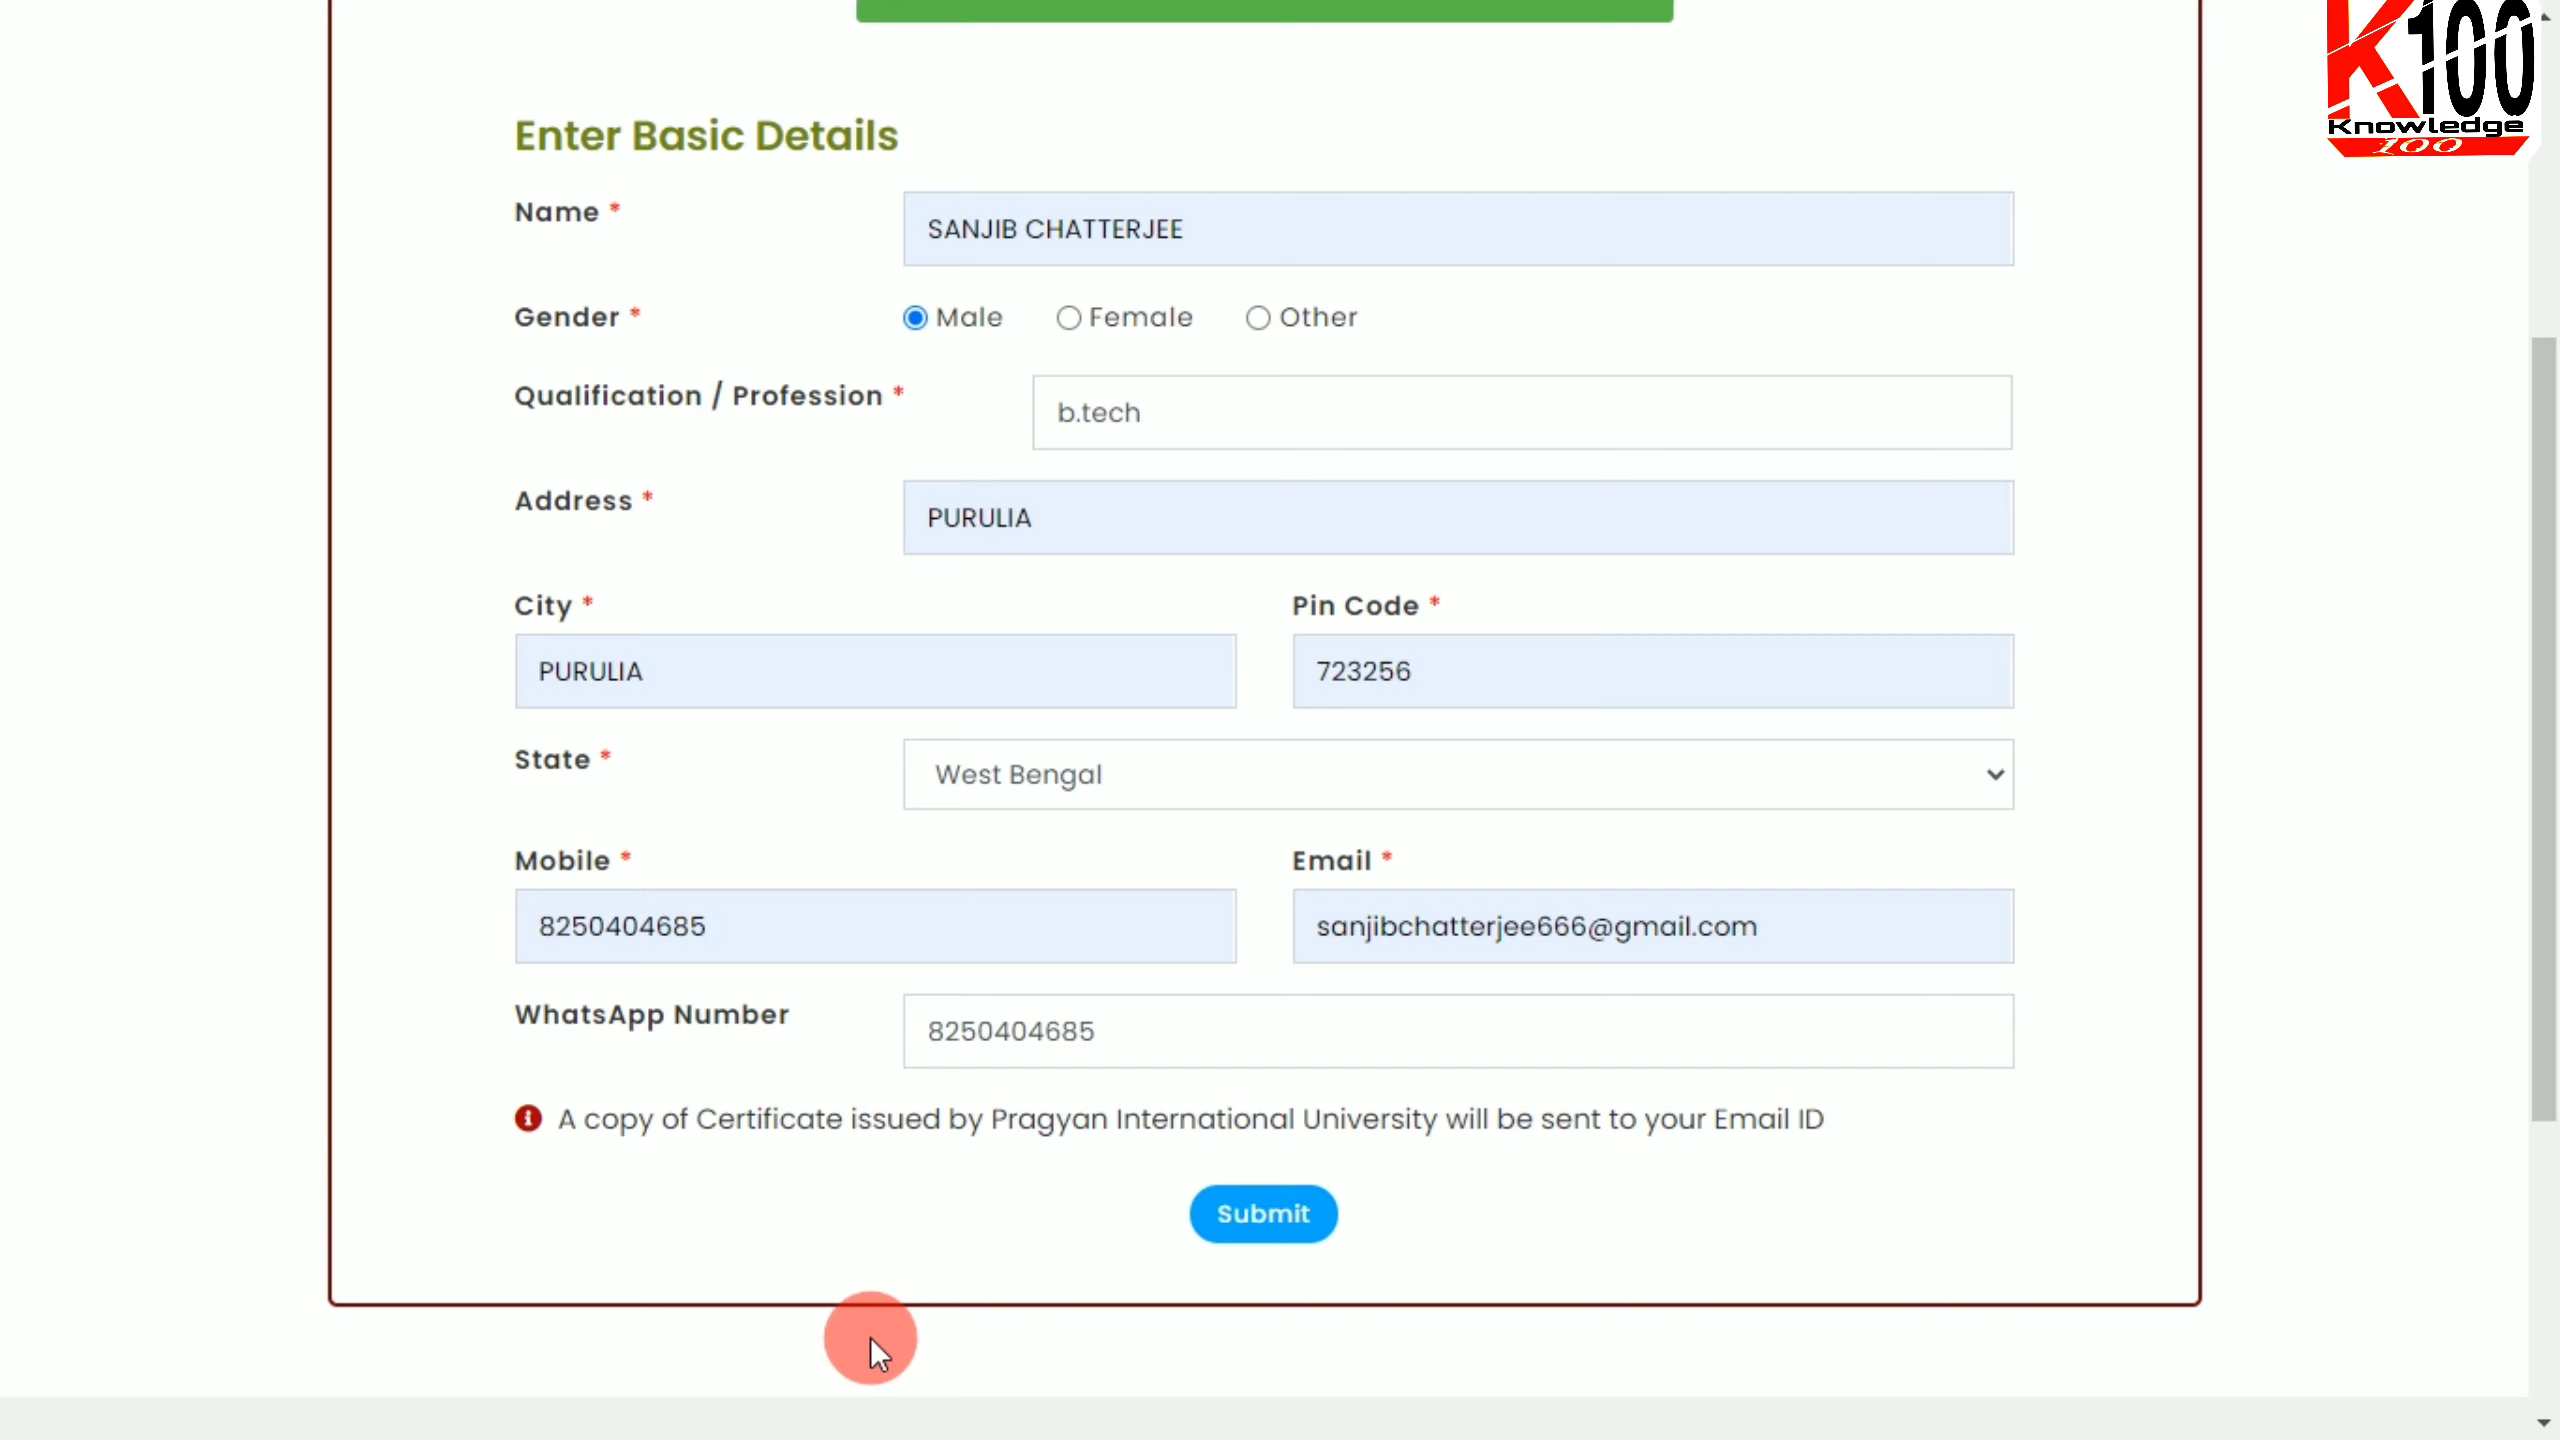 K100
Knowledge
100
Enter Basic Details
Name *
SANJIB CHATTERJEE
Gender *
Male Female Other
Qualification / Profession *
b.tech
Address *
PURULIA
City * Pin Code *
PURULIA 723256
State *
West Bengal
Mobile * Email *
8250404685 sanjibchatterjee666@gmail.com
WhatsApp Number
8250404685
A copy of Certificate issued by Pragyan International University will be sent to your Email ID
Submit